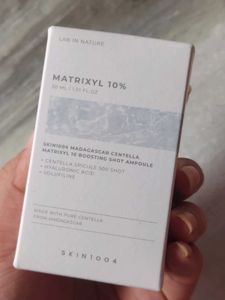 LAB IN NATURE
MATRIXYL 10%
30 ML / 1.01 FL.OZ
SKIN1004 MADAGASCAR CENTELLA
MATRIXYL 10 BOOSTING SHOT AMPOULE
+ CENTELLA SPICULE 500 SHOT
+ HYALURONIC ACID
+ VOLUFILINE
MADE WITH PURE CENTELLA
FROM MADAGASCAR
SKIN1004